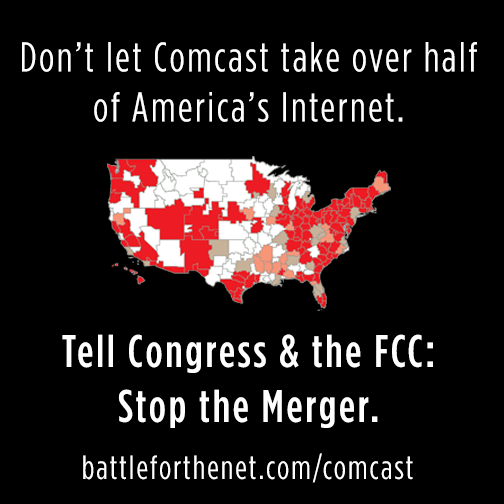 Don’t let Comcast take over half
of America’s Internet.
Tell Congress & the FCC:
Stop the Merger.
battleforthenet.com/comcast